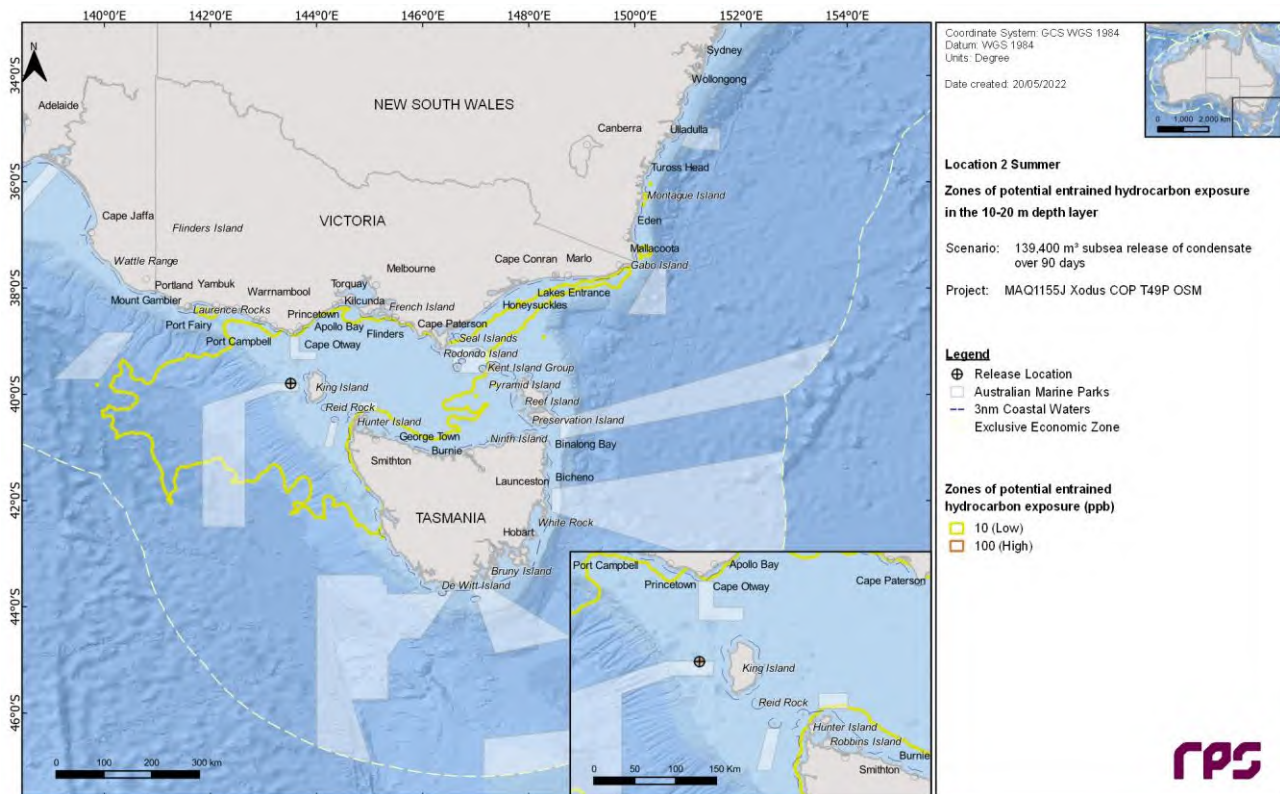 140°0'E 142°0'E 144°0'E 146°0'E 148°0'E 150°0'E 152°0'E 154°0'E
34°0'S
36°0'S
38°0'S
40°0'S
42°0'S
44°0'S
46°0'S
N
Sydney
Wollongong
Adelaide
NEW SOUTH WALES
Canberra
Ulladulla
Tuross Head
Montague Island
Cape Jaffa
VICTORIA
Eden
Flinders Island
Mallacoota
Wattle Range
Melbourne
Cape Conran
Marlo
Gabo Island
Portland
Yambuk
Torquay
Mount Gambier
Warrnambool
Kilcunda
French Island
Lakes Entrance
Laurence Rocks
Princetown
Honeysuckles
Port Fairy
Apollo Bay
Flinders
Cape Paterson
Port Campbell
Cape Otway
Seal Islands
Rodondo Island
Kent Island Group
King Island
Pyramid Island
Reid Rock
Reef Island
Hunter Island
Preservation Island
George Town
Ninth Island
Binalong Bay
Burnie
Smithton
Launceston
Bicheno
TASMANIA
White Rock
Hobart
Bruny Island
De Witt Island
0 100 200 300 Km
Port Campbell
Apollo Bay
Princetown
Cape Otway
Cape Paterson
King Island
Reid Rock
Hunter Island
Robbins Island
Burnie
Smithton
0 50 100 150 Km
Coordinate System: GCS WGS 1984
Datum: WGS 1984
Units: Degree
Date created: 20/05/2022
0 1,000 2,000 km
Location 2 Summer
Zones of potential entrained hydrocarbon exposure
in the 10-20 m depth layer
Scenario: 139,400 m³ subsea release of condensate
over 90 days
Project: MAQ1155J Xodus COP T49P OSM
Legend
Release Location
Australian Marine Parks
3nm Coastal Waters
Exclusive Economic Zone
Zones of potential entrained
hydrocarbon exposure (ppb)
10 (Low)
100 (High)
rps